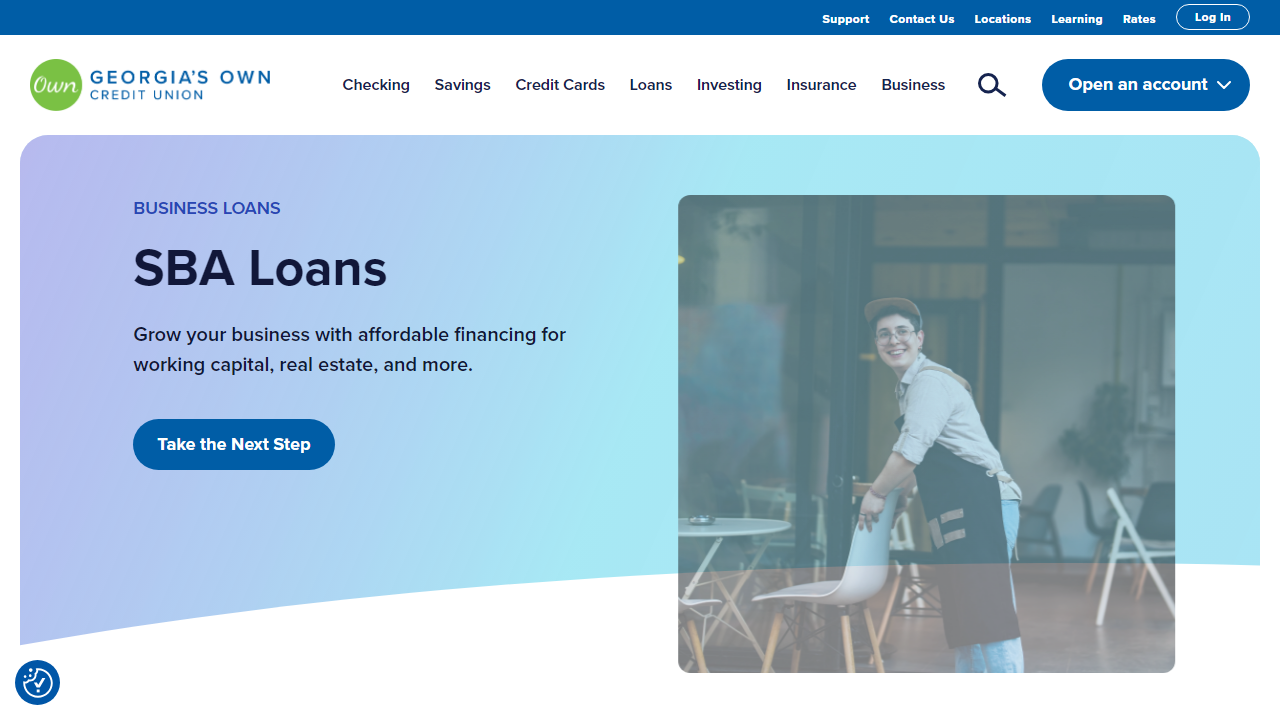 Support Contact Us Locations Learning Rates Log In
Own GEORGIA'S OWN
CREDIT UNION
Checking Savings Credit Cards Loans Investing Insurance Business Open an account
BUSINESS LOANS
SBA Loans
Grow your business with affordable financing for
working capital, real estate, and more.
Take the Next Step